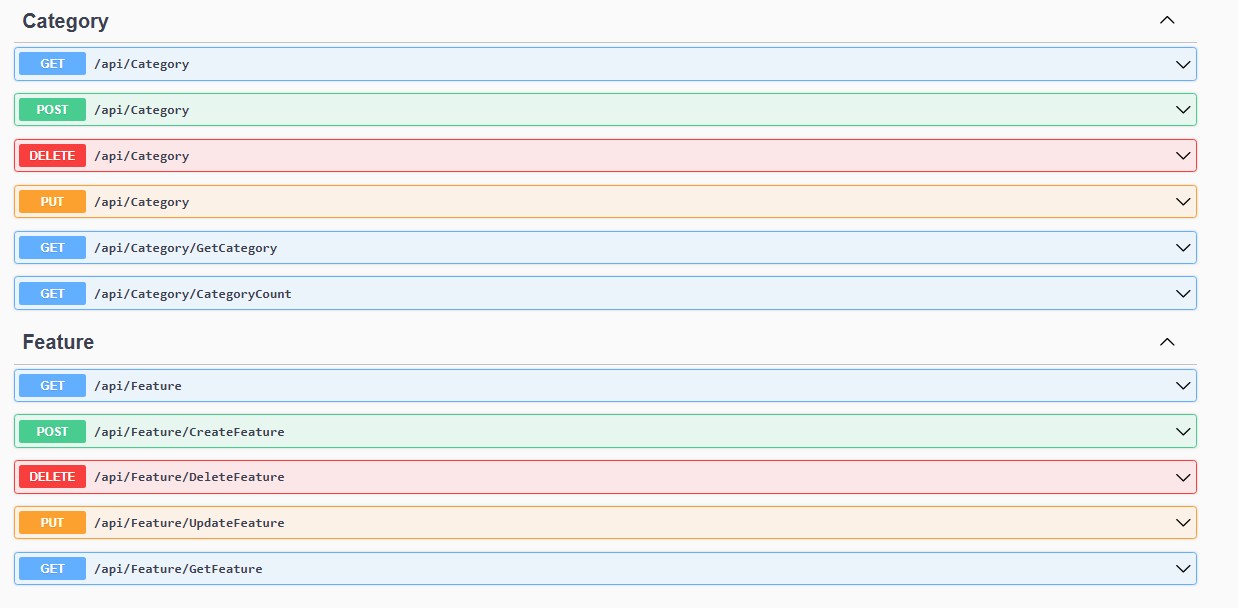 Category
GET /api/Category
POST /api/Category
DELETE /api/Category
PUT /api/Category
GET /api/Category/GetCategory
GET /api/Category/CategoryCount
Feature
GET /api/Feature
POST /api/Feature/CreateFeature
DELETE /api/Feature/DeleteFeature
PUT /api/Feature/UpdateFeature
GET /api/Feature/GetFeature